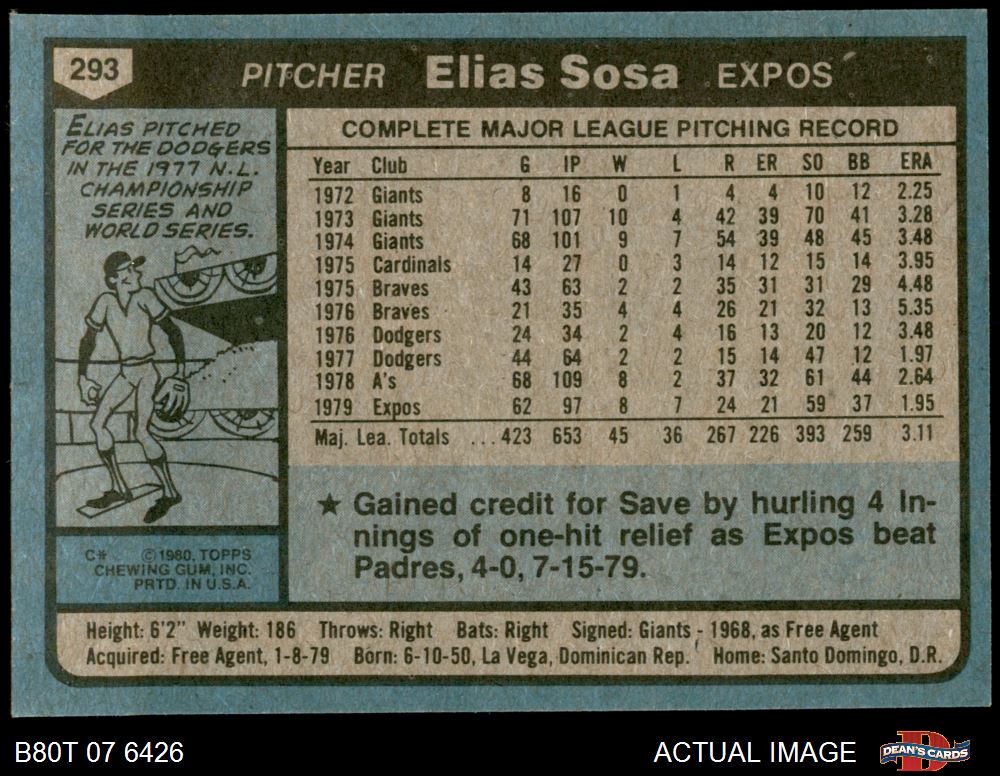 293
PITCHER Elias Sosa EXPOS
ELIAS PITCHED
FOR THE DODGERS
IN THE 1977 N.L.
CHAMPIONSHIP
SERIES AND
WORLD SERIES.
COMPLETE MAJOR LEAGUE PITCHING RECORD
Year Club G IP W L R ER SO BB ERA
1972 Giants 8 16 0 1 4 4 10 12 2.25
1973 Giants 71 107 10 4 42 39 70 41 3.28
1974 Giants 68 101 9 7 54 39 48 45 3.48
1975 Cardinals 14 27 0 3 14 12 15 14 3.95
1975 Braves 43 63 2 2 35 31 31 29 4.48
1976 Braves 21 35 4 4 26 21 32 13 5.35
1976 Dodgers 24 34 2 4 16 13 20 12 3.48
1977 Dodgers 44 64 2 2 15 14 47 12 1.97
1978 A's 68 109 8 2 37 32 61 44 2.64
1979 Expos 62 97 8 7 24 21 59 37 1.95
Maj. Lea. Totals ...423 653 45 36 267 226 393 259 3.11
★ Gained credit for Save by hurling 4 In-
nings of one-hit relief as Expos beat
Padres, 4-0, 7-15-79.
C* © 1980, TOPPS
CHEWING GUM, INC.
PRTD. IN U.S.A.
Height: 6'2" Weight: 186 Throws: Right Bats: Right Signed: Giants - 1968, as Free Agent
Acquired: Free Agent, 1-8-79 Born: 6-10-50, La Vega, Dominican Rep. Home: Santo Domingo, D.R.
B80T 07 6426
ACTUAL IMAGE
D
DEAN'S CARDS